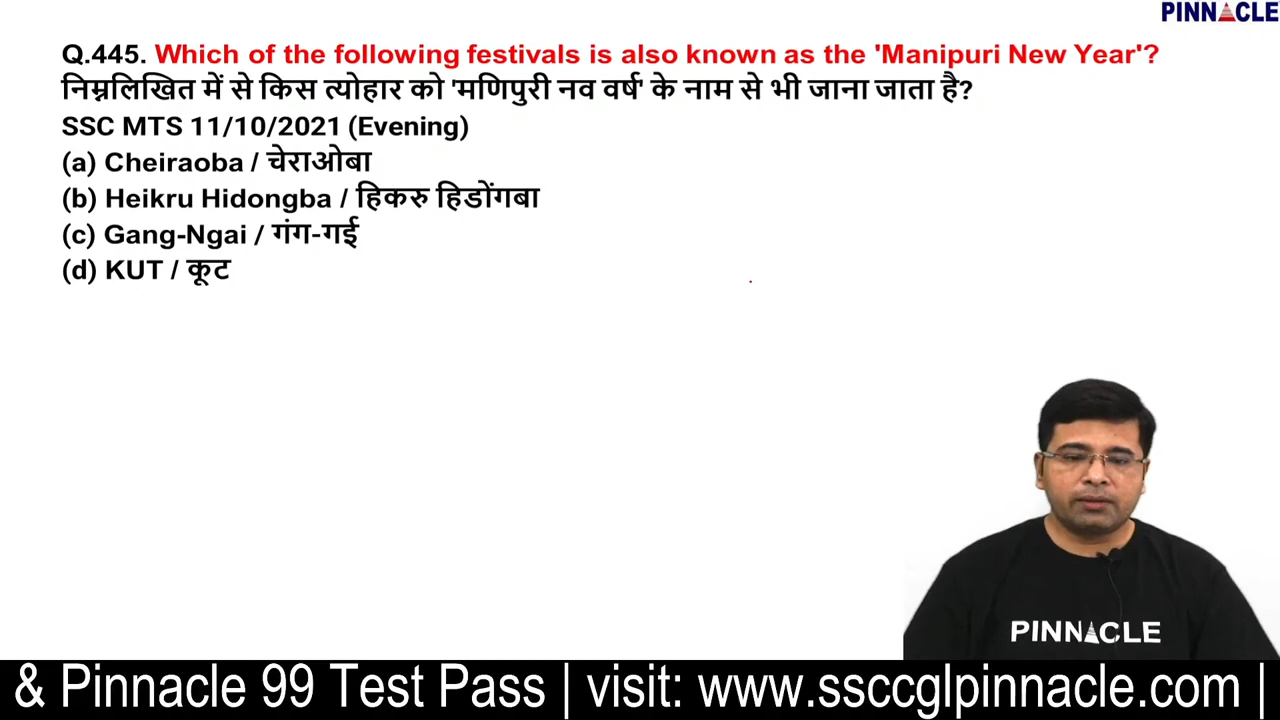 PINNACLE
Q.445. Which of the following festivals is also known as the 'Manipuri New Year'?
निम्नलिखित में से किस त्योहार को 'मणिपुरी नव वर्ष' के नाम से भी जाना जाता है?
SSC MTS 11/10/2021 (Evening)
(a) Cheiraoba / चेराओबा
(b) Heikru Hidongba / हिकरु हिडोंगबा
(c) Gang-Ngai / गंग-गई
(d) KUT / कूट
PINNACLE
& Pinnacle 99 Test Pass | visit: www.ssccglpinnacle.com |